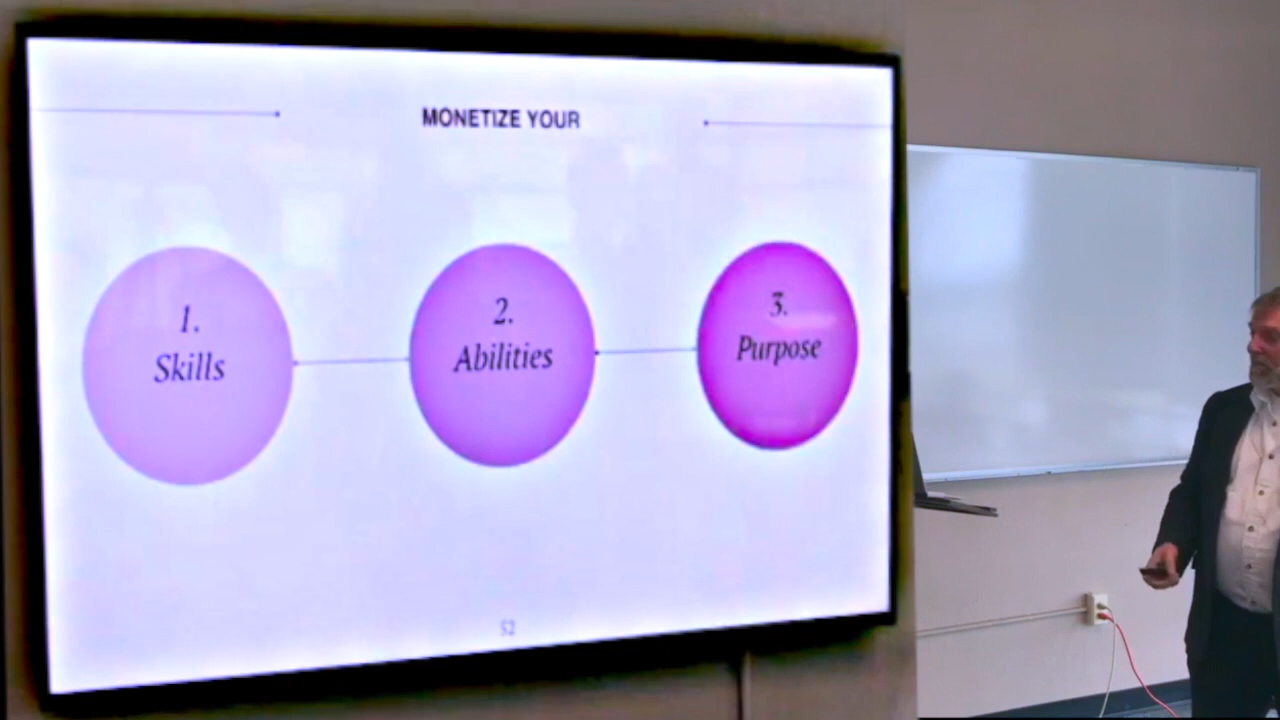 MONETIZE YOUR
1.
Skills
2.
Abilities
3.
Purpose
52